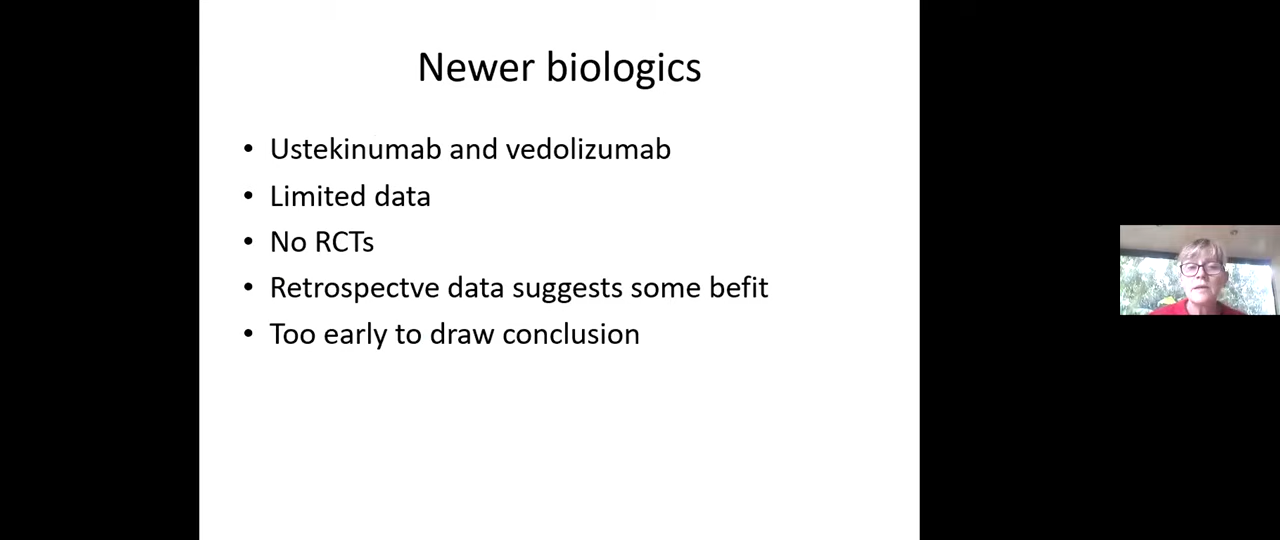 Newer biologics
• Ustekinumab and vedolizumab
• Limited data
• No RCTs
• Retrospectve data suggests some befit
• Too early to draw conclusion